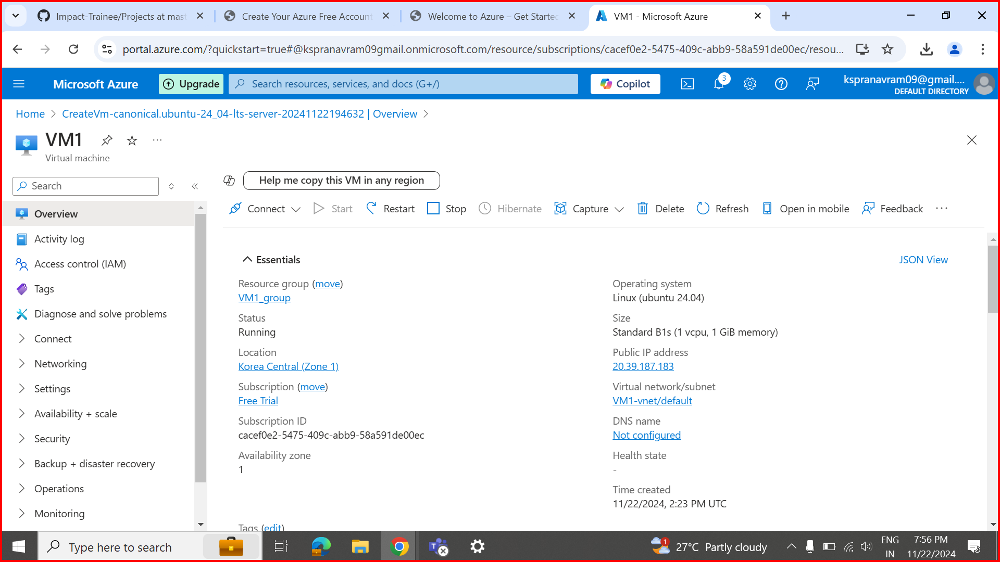 Impact-Trainee/Projects at mast
Create Your Azure Free Account
Welcome to Azure – Get Started
VM1 - Microsoft Azure
portal.azure.com/?quickstart=true#@kspranavram09gmail.onmicrosoft.com/resource/subscriptions/cacef0e2-5475-409c-abb9-58a591de00ec/resou...
Microsoft Azure
Upgrade
Search resources, services, and docs (G+/)
Copilot
3
kspranavram09@gmail....
DEFAULT DIRECTORY
Home > CreateVm-canonical.ubuntu-24_04-lts-server-20241122194632 | Overview >
VM1
Virtual machine
Search
Help me copy this VM in any region
Connect
Start
Restart
Stop
Hibernate
Capture
Delete
Refresh
Open in mobile
Feedback
Overview
Activity log
Access control (IAM)
Tags
Diagnose and solve problems
Connect
Networking
Settings
Availability + scale
Security
Backup + disaster recovery
Operations
Monitoring
Essentials
JSON View
Resource group (move)
VM1_group
Status
Running
Location
Korea Central (Zone 1)
Subscription (move)
Free Trial
Subscription ID
cacef0e2-5475-409c-abb9-58a591de00ec
Availability zone
1
Operating system
Linux (ubuntu 24.04)
Size
Standard B1s (1 vcpu, 1 GiB memory)
Public IP address
20.39.187.183
Virtual network/subnet
VM1-vnet/default
DNS name
Not configured
Health state
-
Time created
11/22/2024, 2:23 PM UTC
Tags (edit)
Type here to search
1
27°C Partly cloudy
ENG
IN
7:56 PM
11/22/2024